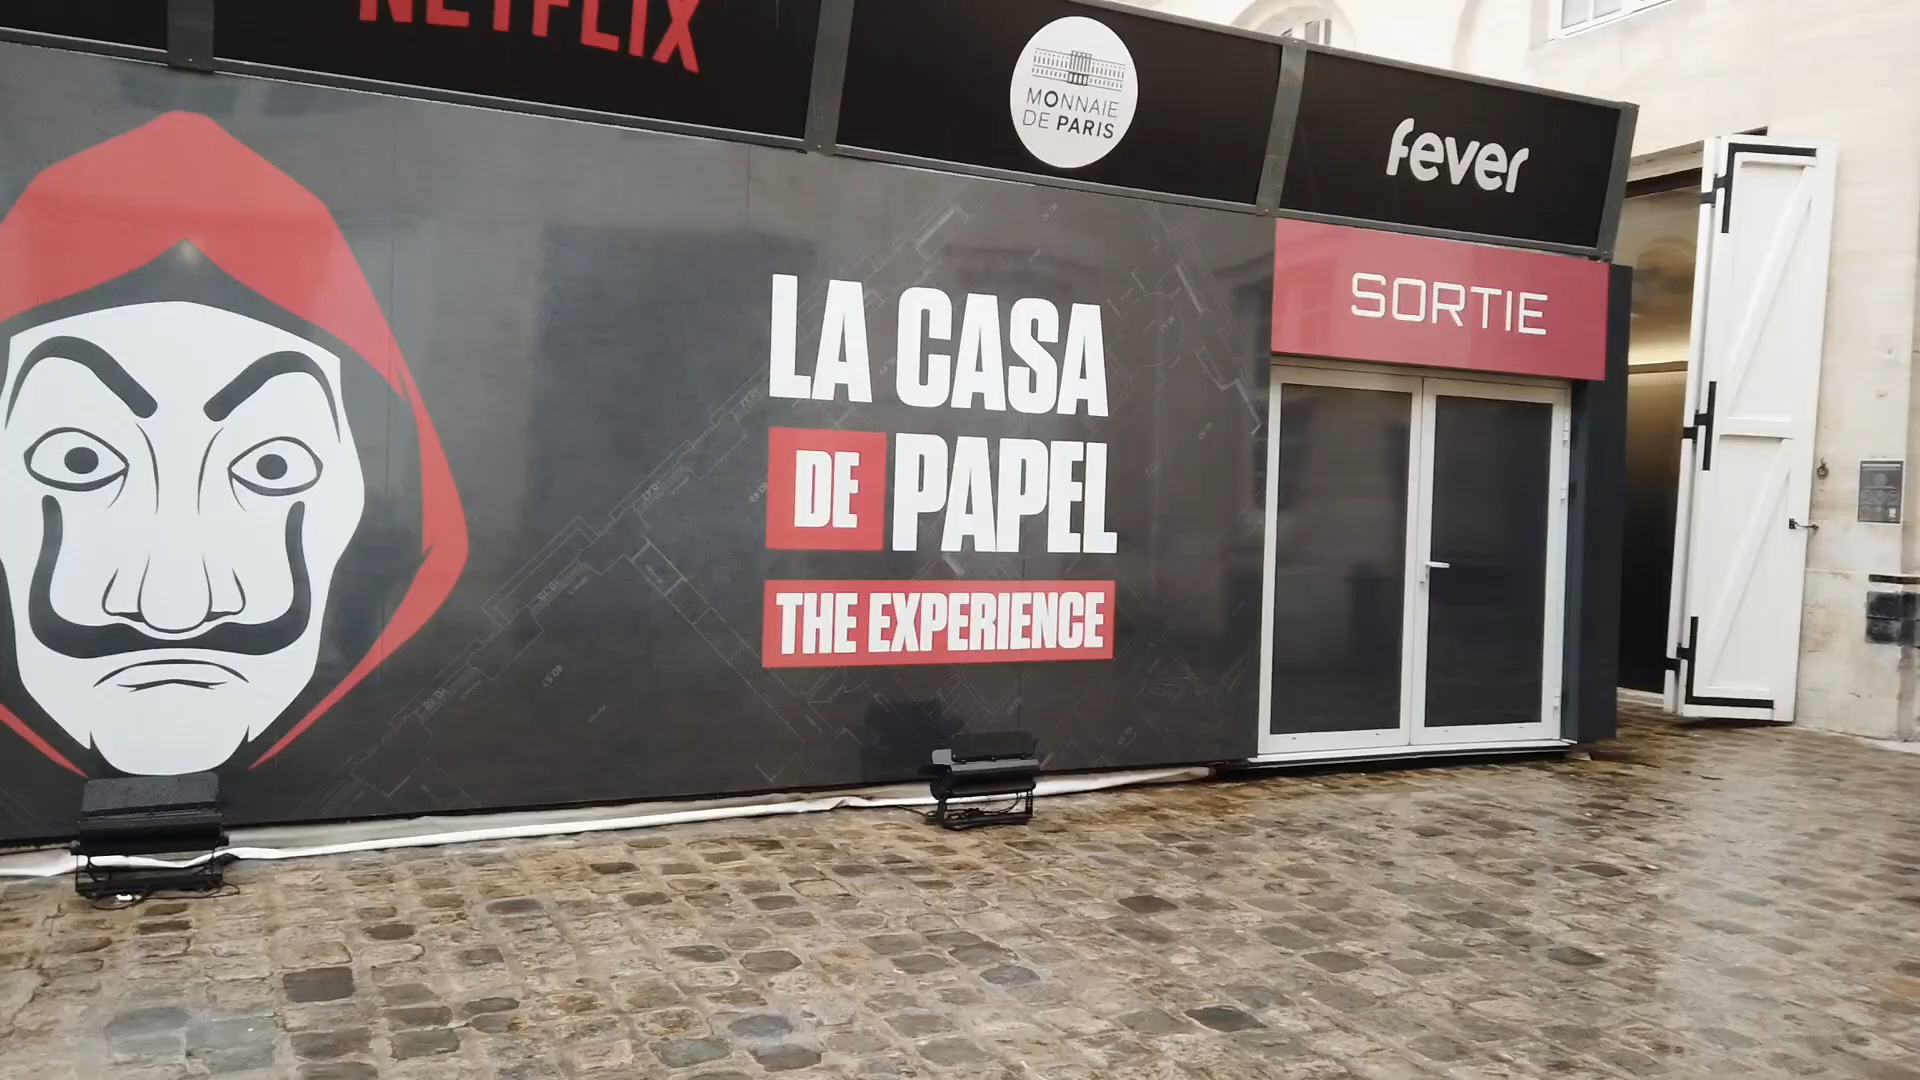 NETFLIX
MONNAIE
DE PARIS
fever
SORTIE
LA CASA
DE PAPEL
THE EXPERIENCE